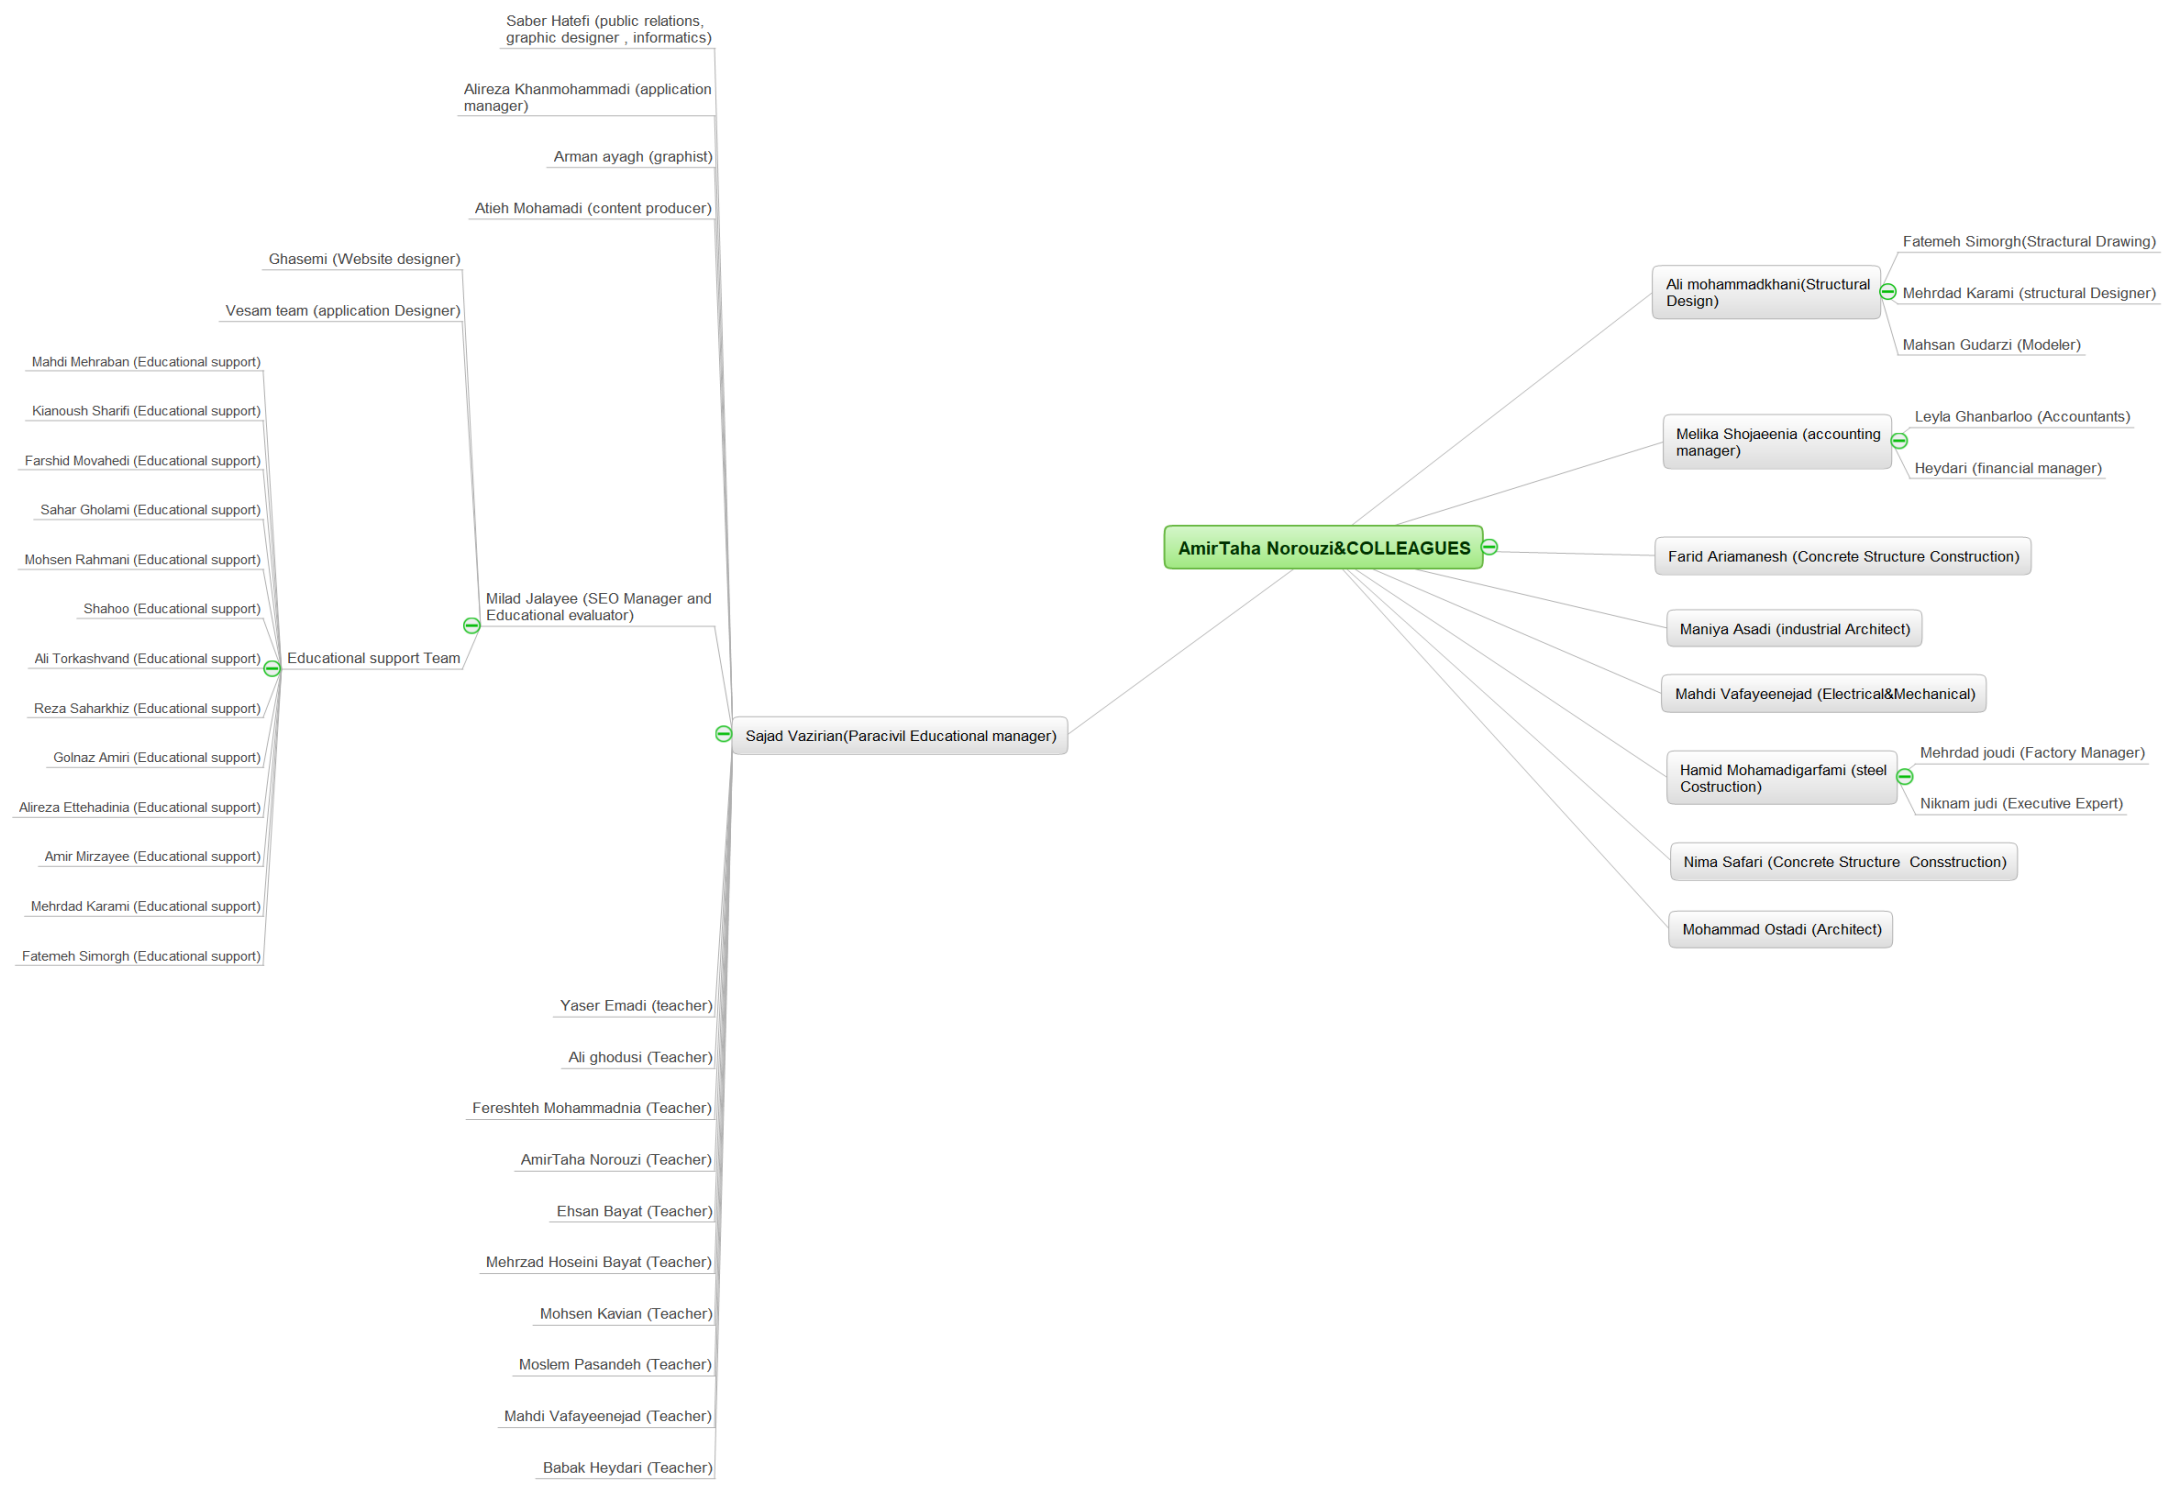 Saber Hatefi (public relations,
graphic designer , informatics)
Alireza Khanmohammadi (application
manager)
Arman ayagh (graphist)
Atieh Mohamadi (content producer)
Ghasemi (Website designer)
Vesam team (application Designer)
Mahdi Mehraban (Educational support)
Kianoush Sharifi (Educational support)
Farshid Movahedi (Educational support)
Sahar Gholami (Educational support)
Mohsen Rahmani (Educational support)
Shahoo (Educational support)
Ali Torkashvand (Educational support)
Reza Saharkhiz (Educational support)
Golnaz Amiri (Educational support)
Alireza Ettehadinia (Educational support)
Amir Mirzayee (Educational support)
Mehrdad Karami (Educational support)
Fatemeh Simorgh (Educational support)
Educational support Team
Milad Jalayee (SEO Manager and
Educational evaluator)
Yaser Emadi (teacher)
Ali ghodusi (Teacher)
Fereshteh Mohammadnia (Teacher)
AmirTaha Norouzi (Teacher)
Ehsan Bayat (Teacher)
Mehrzad Hoseini Bayat (Teacher)
Mohsen Kavian (Teacher)
Moslem Pasandeh (Teacher)
Mahdi Vafayeenejad (Teacher)
Babak Heydari (Teacher)
Sajad Vazirian(Paracivil Educational manager)
AmirTaha Norouzi&COLLEAGUES
Ali mohammadkhani(Structural
Design)
Fatemeh Simorgh(Stractural Drawing)
Mehrdad Karami (structural Designer)
Mahsan Gudarzi (Modeler)
Melika Shojaeenia (accounting
manager)
Leyla Ghanbarloo (Accountants)
Heydari (financial manager)
Farid Ariamanesh (Concrete Structure Construction)
Maniya Asadi (industrial Architect)
Mahdi Vafayeenejad (Electrical&Mechanical)
Hamid Mohamadigarfami (steel
Costruction)
Mehrdad joudi (Factory Manager)
Niknam judi (Executive Expert)
Nima Safari (Concrete Structure  Consstruction)
Mohammad Ostadi (Architect)